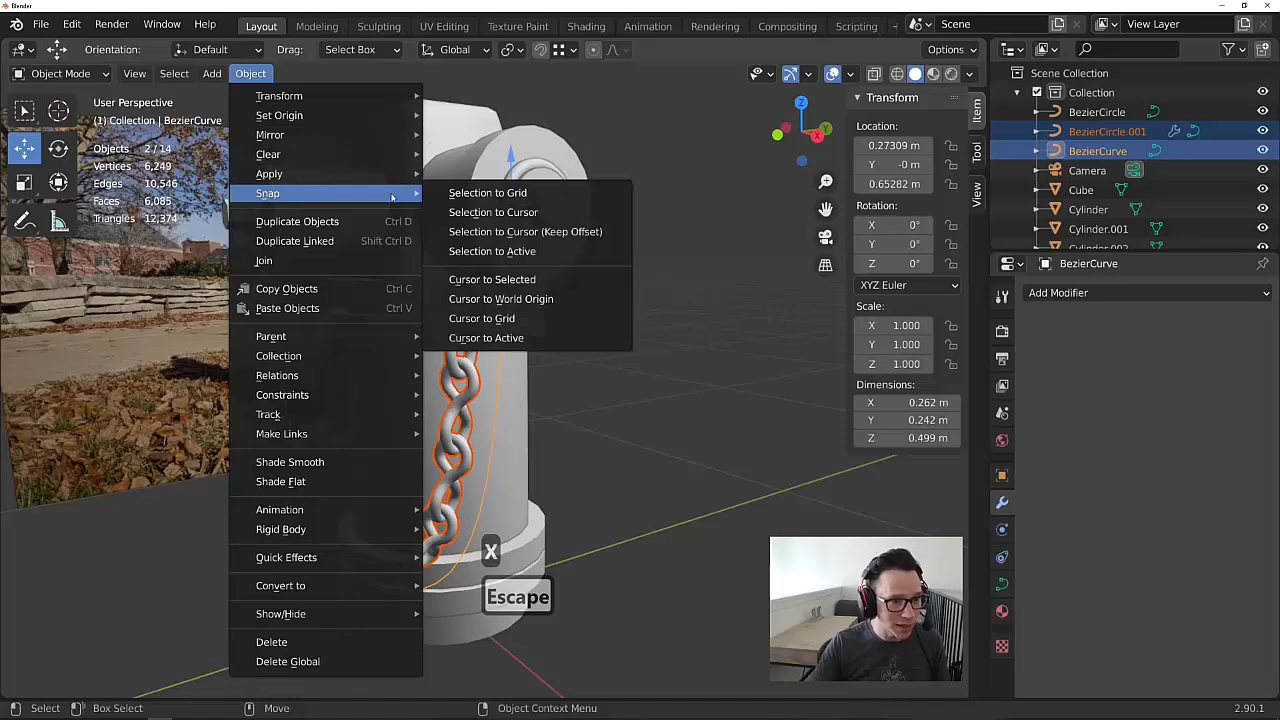 Blender
File Edit Render Window Help
Layout Modeling Sculpting UV Editing Texture Paint Shading Animation Rendering Compositing Scripting
Scene
View Layer
Orientation: Default Drag: Select Box Global Options
Object Mode View Select Add Object
User Perspective
(1) Collection | BezierCurve
Objects 2/14
Vertices 6,249
Edges 10,546
Faces 6,085
Triangles 12,374
Transform
Set Origin
Mirror
Clear
Apply
Snap
Duplicate Objects Ctrl D
Duplicate Linked Shift Ctrl D
Join
Copy Objects Ctrl C
Paste Objects Ctrl V
Parent
Collection
Relations
Constraints
Track
Make Links
Shade Smooth
Shade Flat
Animation
Rigid Body
Quick Effects
Convert to
Show/Hide
Delete
Delete Global
Selection to Grid
Selection to Cursor
Selection to Cursor (Keep Offset)
Selection to Active
Cursor to Selected
Cursor to World Origin
Cursor to Grid
Cursor to Active
X
Escape
Z
Y
X
Transform
Location:
0.27309 m
Y -0 m
0.65282 m
Rotation:
X 0°
Y 0°
Z 0°
XYZ Euler
Scale:
X 1.000
Y 1.000
Z 1.000
Dimensions:
X 0.262 m
Y 0.242 m
Z 0.499 m
Item
Tool
View
Scene Collection
Collection
BezierCircle
BezierCircle.001
BezierCurve
Camera
Cube
Cylinder
Cylinder.001
Cylinder.002
BezierCurve
Add Modifier
Select Box Select Move Object Context Menu 2.90.1